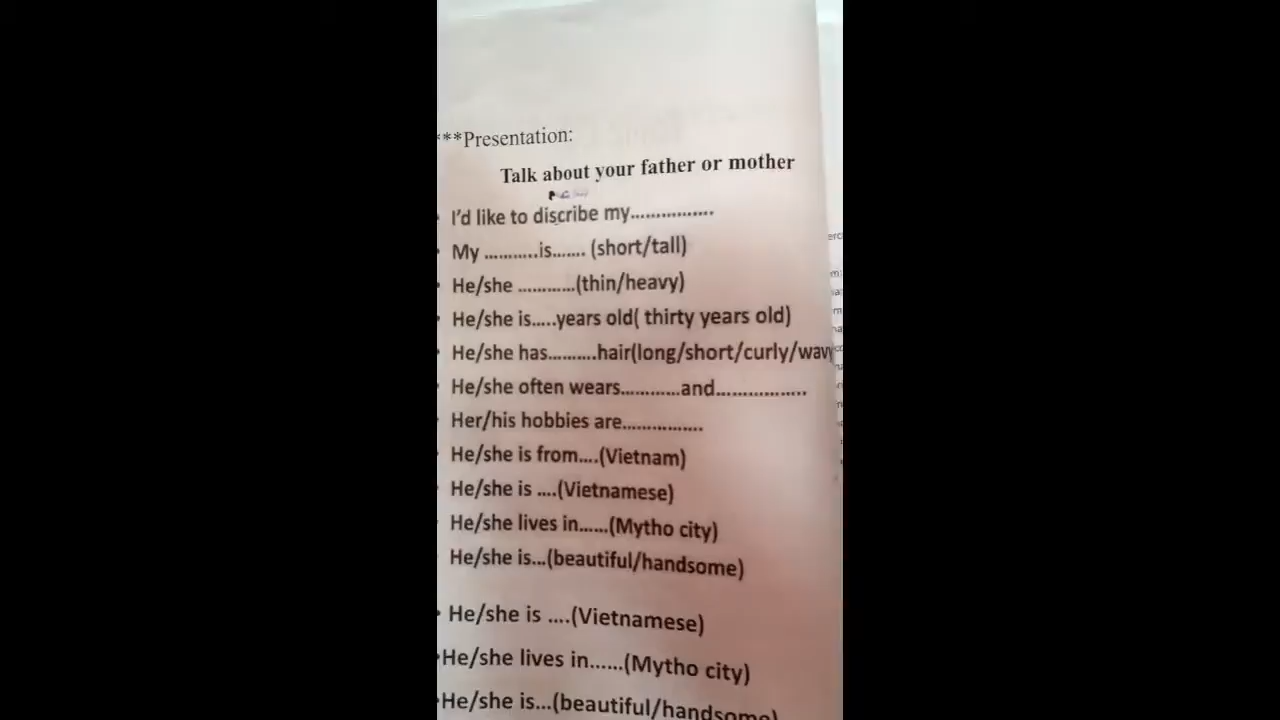 ***Presentation:
Talk about your father or mother
I'd like to discribe my................
My ...........is....... (short/tall)
He/she ............(thin/heavy)
He/she is.....years old( thirty years old)
He/she has..........hair(long/short/curly/wavy
He/she often wears............and..................
Her/his hobbies are................
He/she is from....(Vietnam)
He/she is ....(Vietnamese)
He/she lives in......(Mytho city)
He/she is...(beautiful/handsome)
He/she is ....(Vietnamese)
He/she lives in......(Mytho city)
He/she is...(beautiful/handsome)